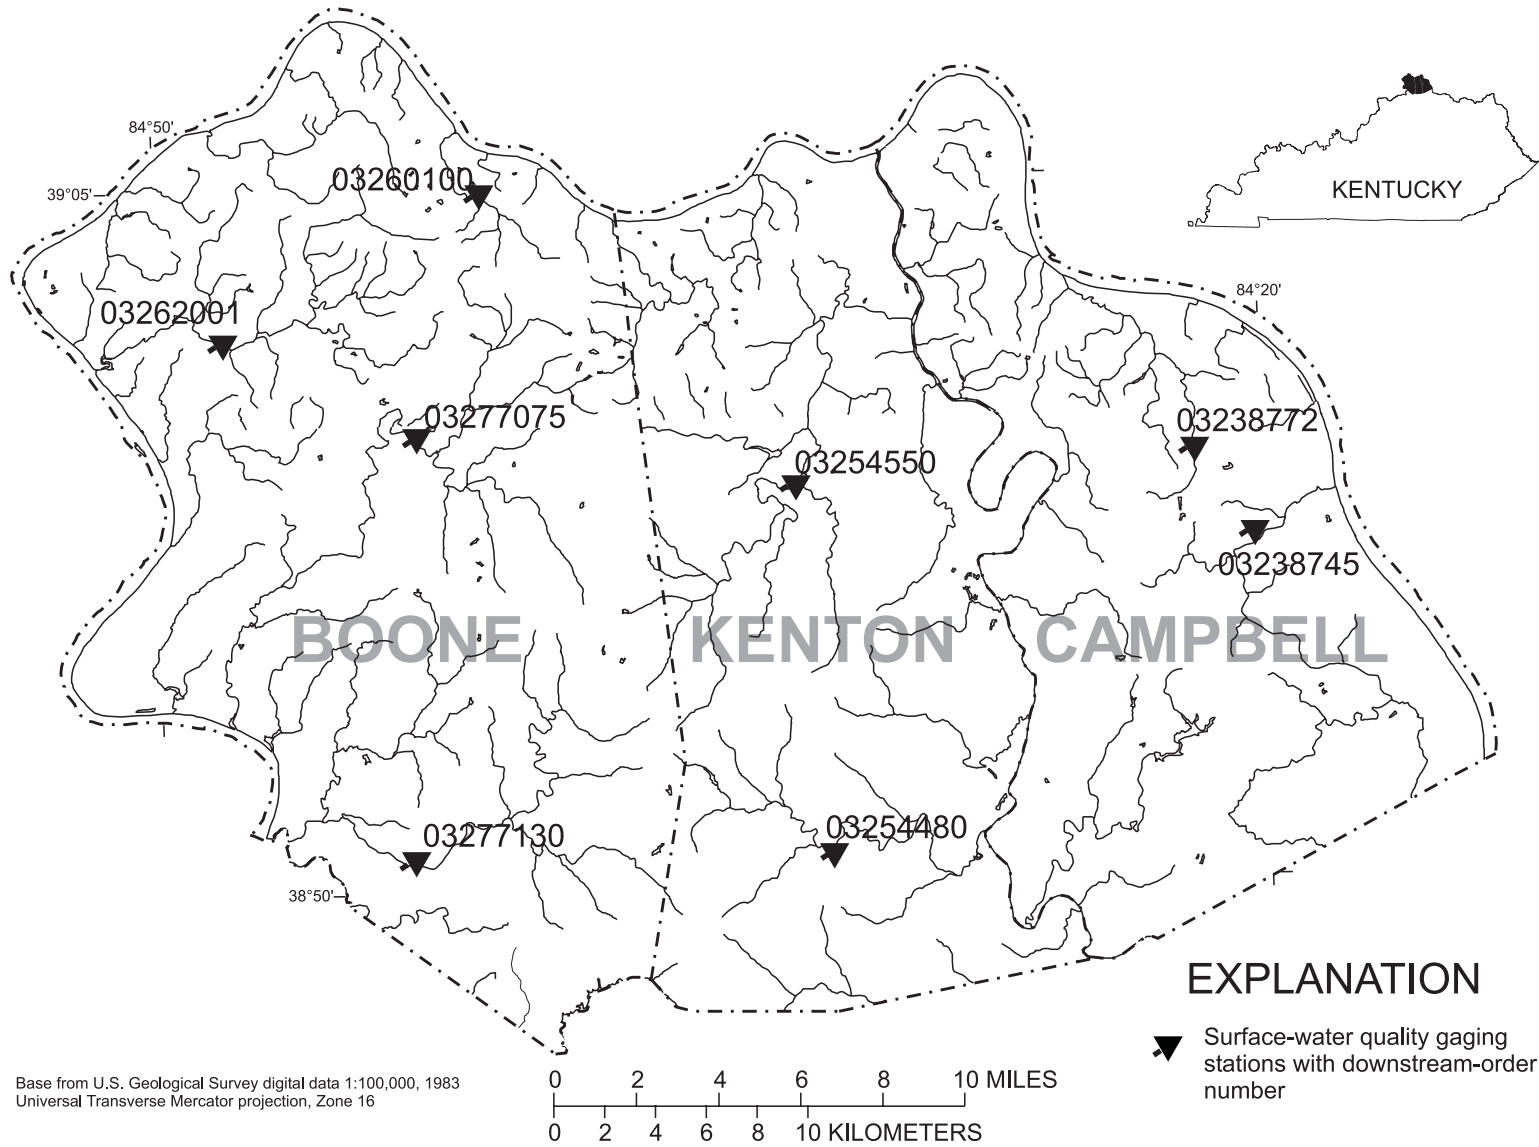 84°50'
39°05'
03260100
KENTUCKY
03262001
84°20'
03277075
03238772
03254550
03238745
BOONE
KENTON
CAMPBELL
03277130
03254480
38°50'
EXPLANATION
Surface-water quality gaging
stations with downstream-order
number
Base from U.S. Geological Survey digital data 1:100,000, 1983
Universal Transverse Mercator projection, Zone 16
0 2 4 6 8 10 MILES
0 2 4 6 8 10 KILOMETERS